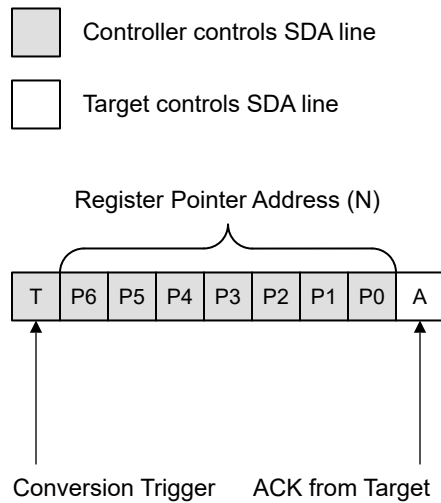 Controller controls SDA line
Target controls SDA line
Register Pointer Address (N)
T P6 P5 P4 P3 P2 P1 P0 A
Conversion Trigger ACK from Target